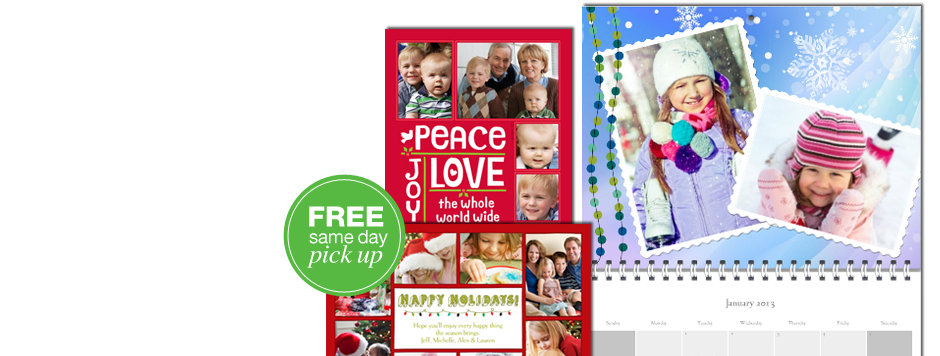 FREE
same day
pick up
PEACE
JOY
LOVE
the whole
world wide
HAPPY HOLIDAYS!
Hope you'll enjoy every happy thing
the season brings.
Jeff, Michelle, Alex & Lauren
January 2013
Sunday Monday Tuesday Wednesday Thursday Friday Saturday